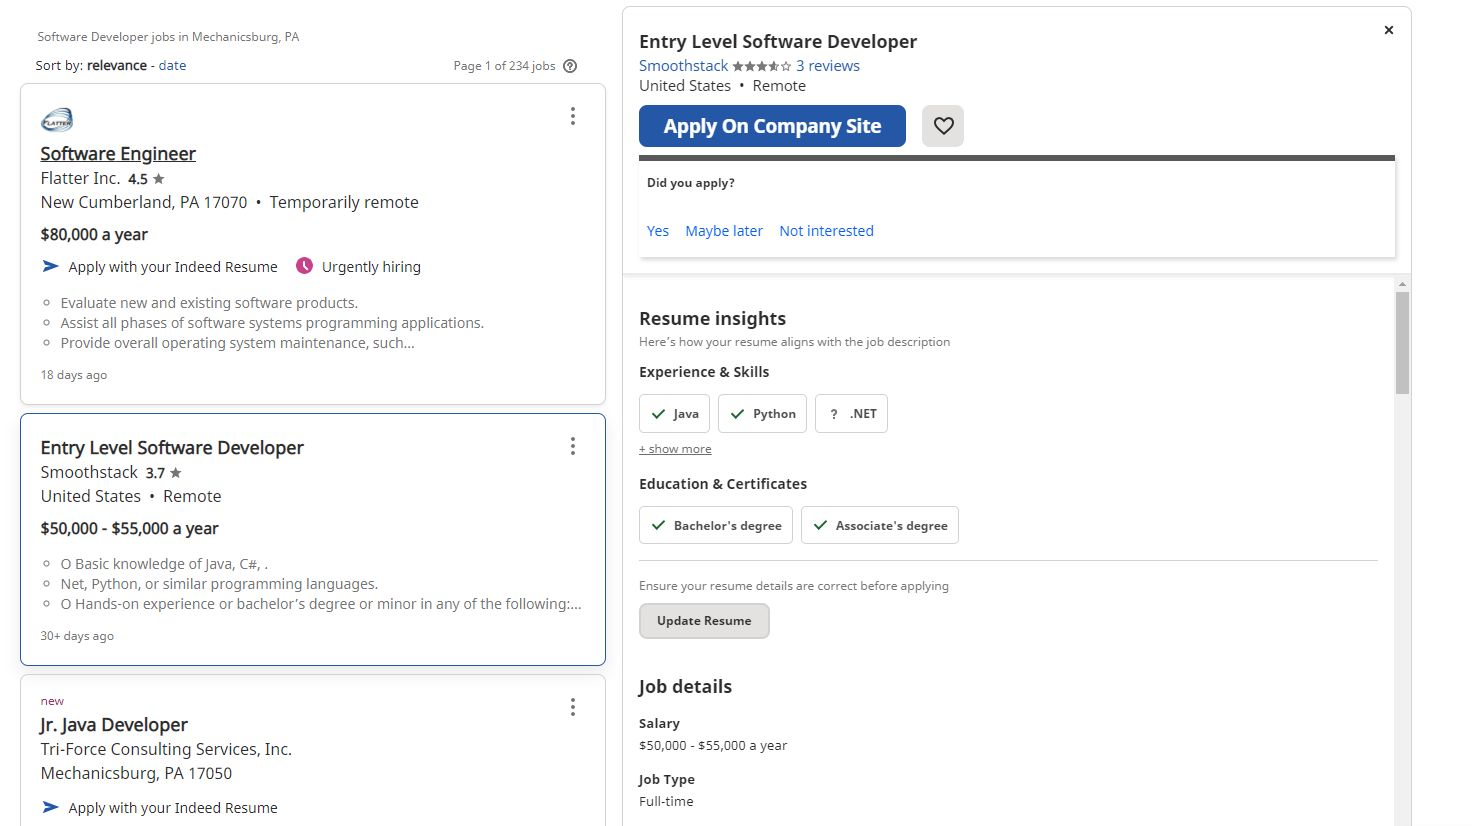 Software Developer jobs in Mechanicsburg, PA
Sort by: relevance - date
Page 1 of 234 jobs
FLATTER
Software Engineer
Flatter Inc. 4.5
New Cumberland, PA 17070 • Temporarily remote
$80,000 a year
Apply with your Indeed Resume
Urgently hiring
Evaluate new and existing software products.
Assist all phases of software systems programming applications.
Provide overall operating system maintenance, such...
18 days ago
Entry Level Software Developer
Smoothstack 3.7
United States • Remote
$50,000 - $55,000 a year
O Basic knowledge of Java, C#, .
Net, Python, or similar programming languages.
O Hands-on experience or bachelor's degree or minor in any of the following:...
30+ days ago
new
Jr. Java Developer
Tri-Force Consulting Services, Inc.
Mechanicsburg, PA 17050
Apply with your Indeed Resume
Entry Level Software Developer
Smoothstack 3 reviews
United States • Remote
Apply On Company Site
Did you apply?
Yes Maybe later Not interested
Resume insights
Here's how your resume aligns with the job description
Experience & Skills
Java Python ? .NET
+ show more
Education & Certificates
Bachelor's degree Associate's degree
Ensure your resume details are correct before applying
Update Resume
Job details
Salary
$50,000 - $55,000 a year
Job Type
Full-time